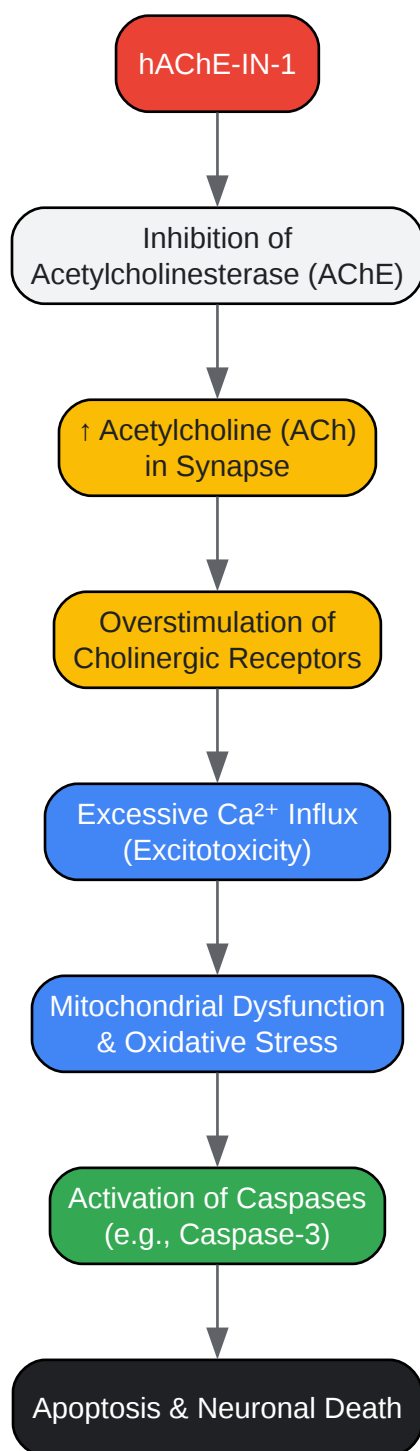 hAChE-IN-1
Inhibition of
Acetylcholinesterase (AChE)
↑ Acetylcholine (ACh)
in Synapse
Overstimulation of
Cholinergic Receptors
Excessive Ca²⁺ Influx
(Excitotoxicity)
Mitochondrial Dysfunction
& Oxidative Stress
Activation of Caspases
(e.g., Caspase-3)
Apoptosis & Neuronal Death